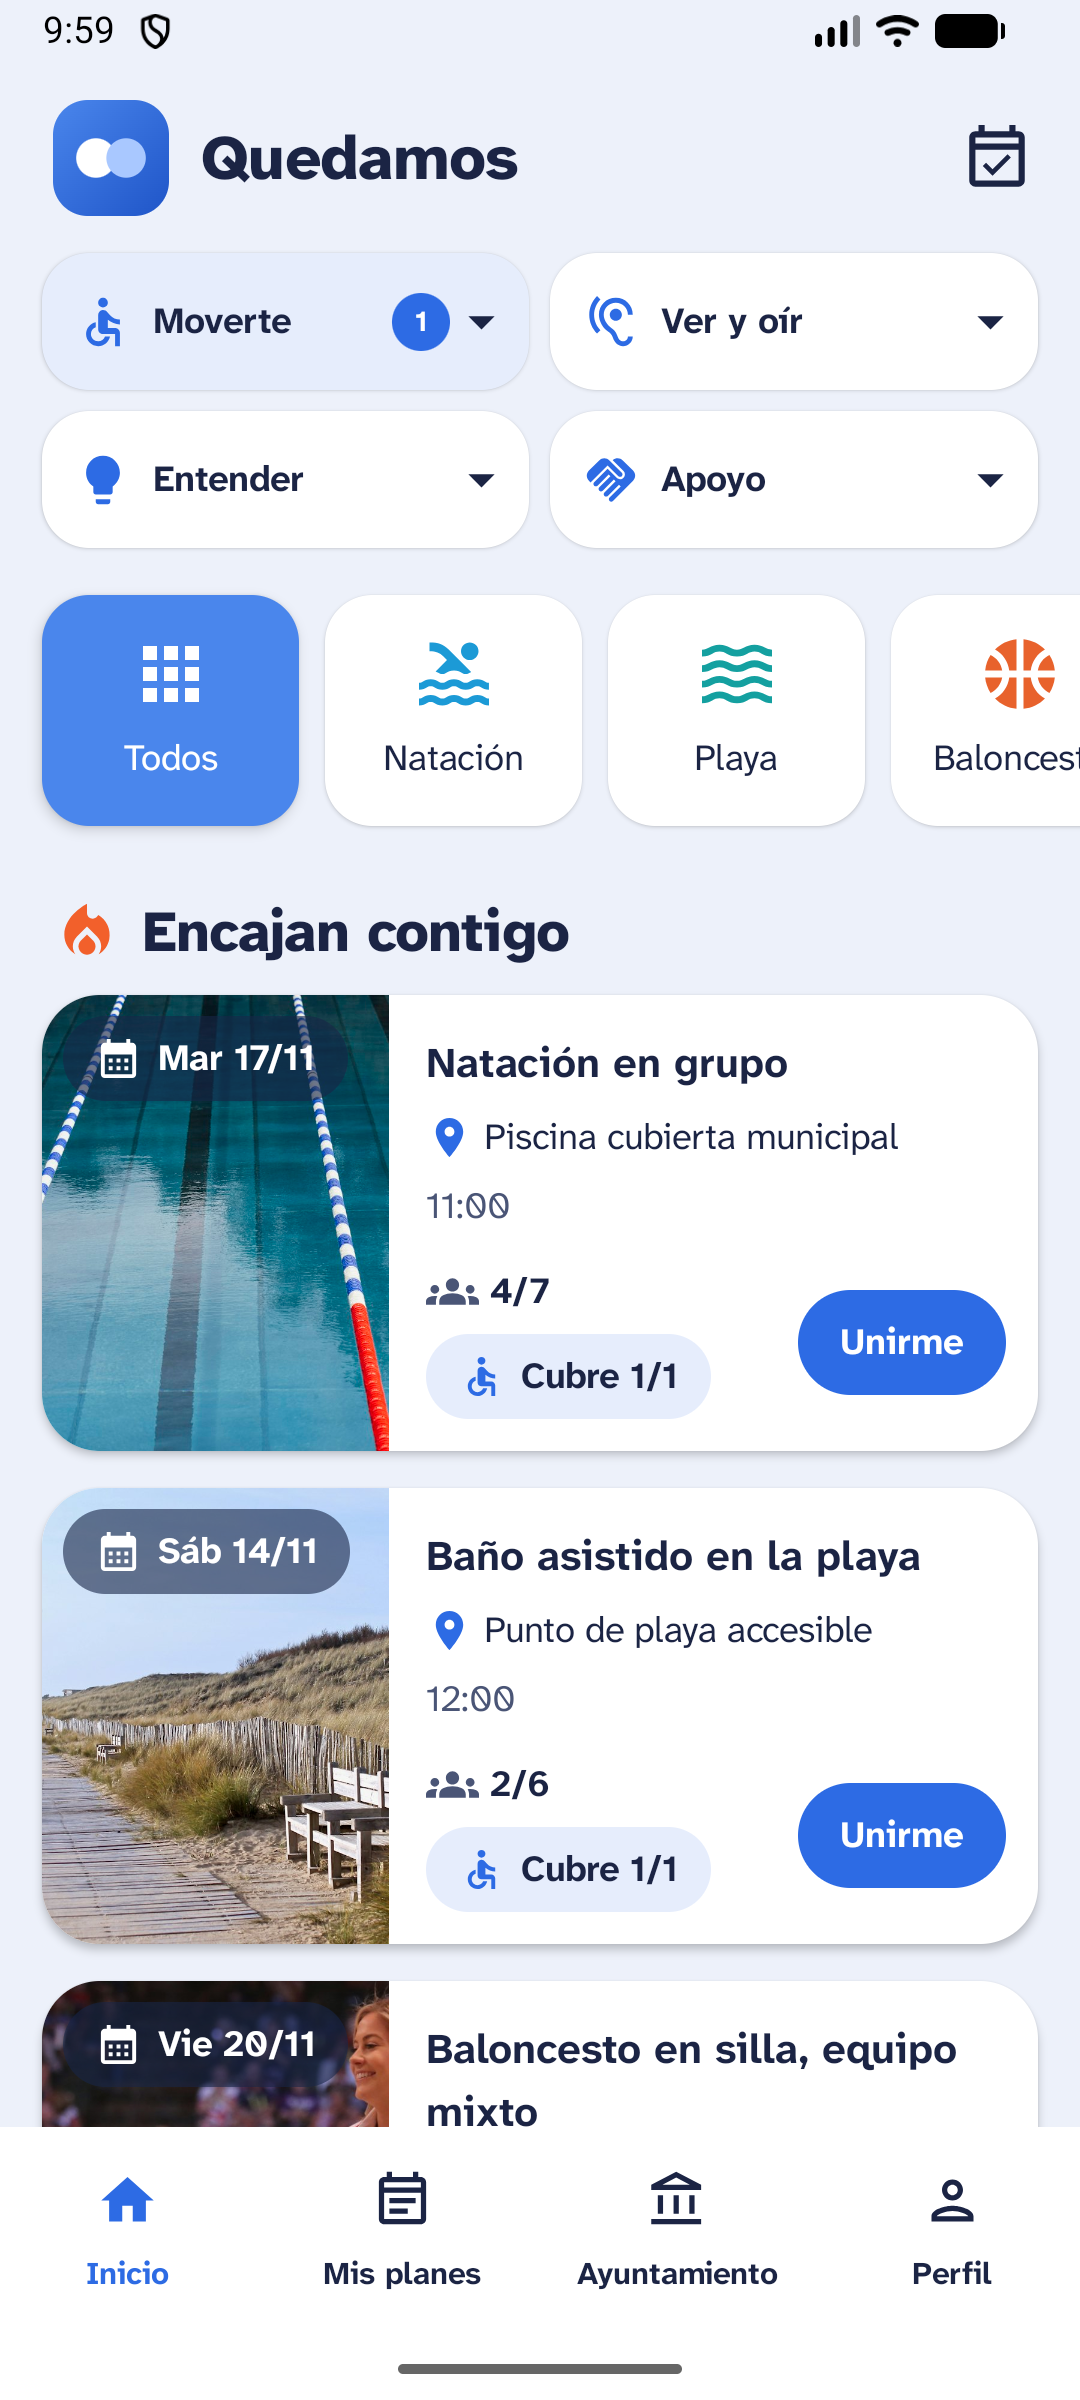 9:59
Quedamos
Moverte 1
Ver y oír
Entender
Apoyo
Todos
Natación
Playa
Baloncest
Encajan contigo
Mar 17/11
Natación en grupo
Piscina cubierta municipal
11:00
4/7
Cubre 1/1
Unirme
Sáb 14/11
Baño asistido en la playa
Punto de playa accesible
12:00
2/6
Cubre 1/1
Unirme
Vie 20/11
Baloncesto en silla, equipo
mixto
Inicio
Mis planes
Ayuntamiento
Perfil